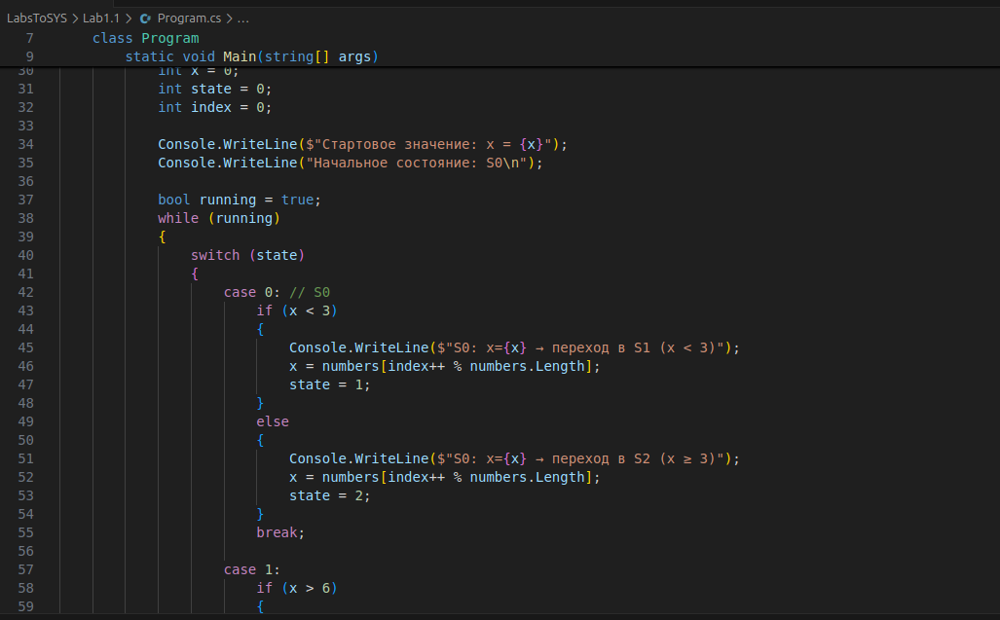 LabsToSYS > Lab1.1 > C# Program.cs > ...
7 class Program
9 static void Main(string[] args)
30 int x = 0;
31 int state = 0;
32 int index = 0;
33
34 Console.WriteLine($"Стартовое значение: x = {x}");
35 Console.WriteLine("Начальное состояние: S0\n");
36
37 bool running = true;
38 while (running)
39 {
40 switch (state)
41 {
42 case 0: // S0
43 if (x < 3)
44 {
45 Console.WriteLine($"S0: x={x} → переход в S1 (x < 3)");
46 x = numbers[index++ % numbers.Length];
47 state = 1;
48 }
49 else
50 {
51 Console.WriteLine($"S0: x={x} → переход в S2 (x ≥ 3)");
52 x = numbers[index++ % numbers.Length];
53 state = 2;
54 }
55 break;
56
57 case 1:
58 if (x > 6)
59 {